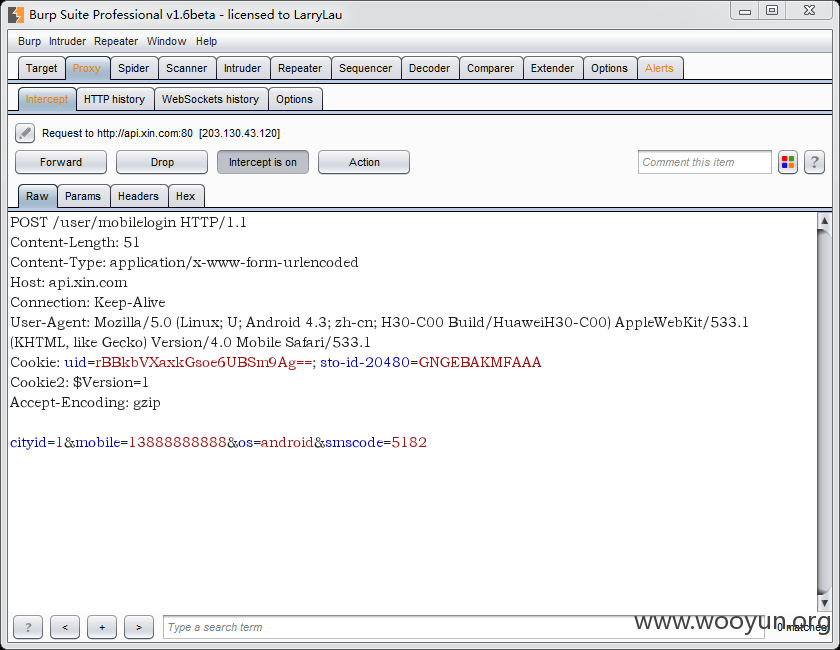 Burp Suite Professional v1.6beta - licensed to LarryLau
Burp Intruder Repeater Window Help
Target Proxy Spider Scanner Intruder Repeater Sequencer Decoder Comparer Extender Options Alerts
Intercept HTTP history WebSockets history Options
Request to http://api.xin.com:80 [203.130.43.120]
Forward Drop Intercept is on Action Comment this item ?
Raw Params Headers Hex
POST /user/mobilelogin HTTP/1.1
Content-Length: 51
Content-Type: application/x-www-form-urlencoded
Host: api.xin.com
Connection: Keep-Alive
User-Agent: Mozilla/5.0 (Linux; U; Android 4.3; zh-cn; H30-C00 Build/HuaweiH30-C00) AppleWebKit/533.1
(KHTML, like Gecko) Version/4.0 Mobile Safari/533.1
Cookie: uid=rBBkbVXaxkGsoe6UBSm9Ag==; sto-id-20480=GNGEBAKMFAAA
Cookie2: $Version=1
Accept-Encoding: gzip
cityid=1&mobile=13888888888&os=android&smscode=5182
? < + > Type a search term 0 matches
www.wooyun.org